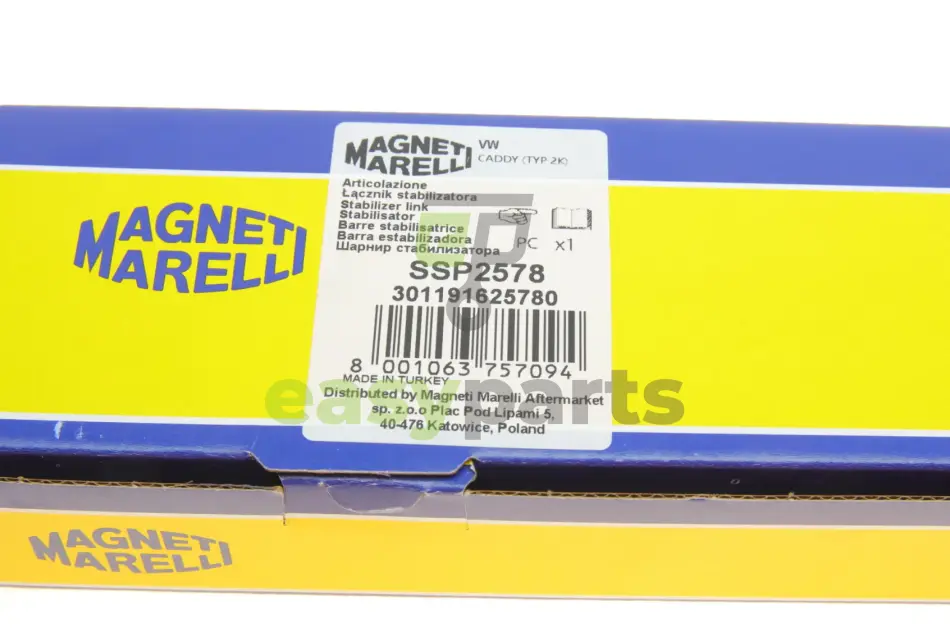 MAGNETI
MARELLI
VW
CADDY (TYP 2K)
Articolazione
Łącznik stabilizatora
Stabilizer link
Stabilisator
Barre stabilisatrice
Barra estabilizadora
Шарнир стабилизатора
PC x1
SSP2578
301191625780
8 001063 757094
MADE IN TURKEY
Distributed by Magneti Marelli Aftermarket
sp. z.o.o Plac Pod Lipami 5,
40-476 Katowice, Poland
MAGNETI
MARELLI
easyparts
MAGNETI
MARELLI